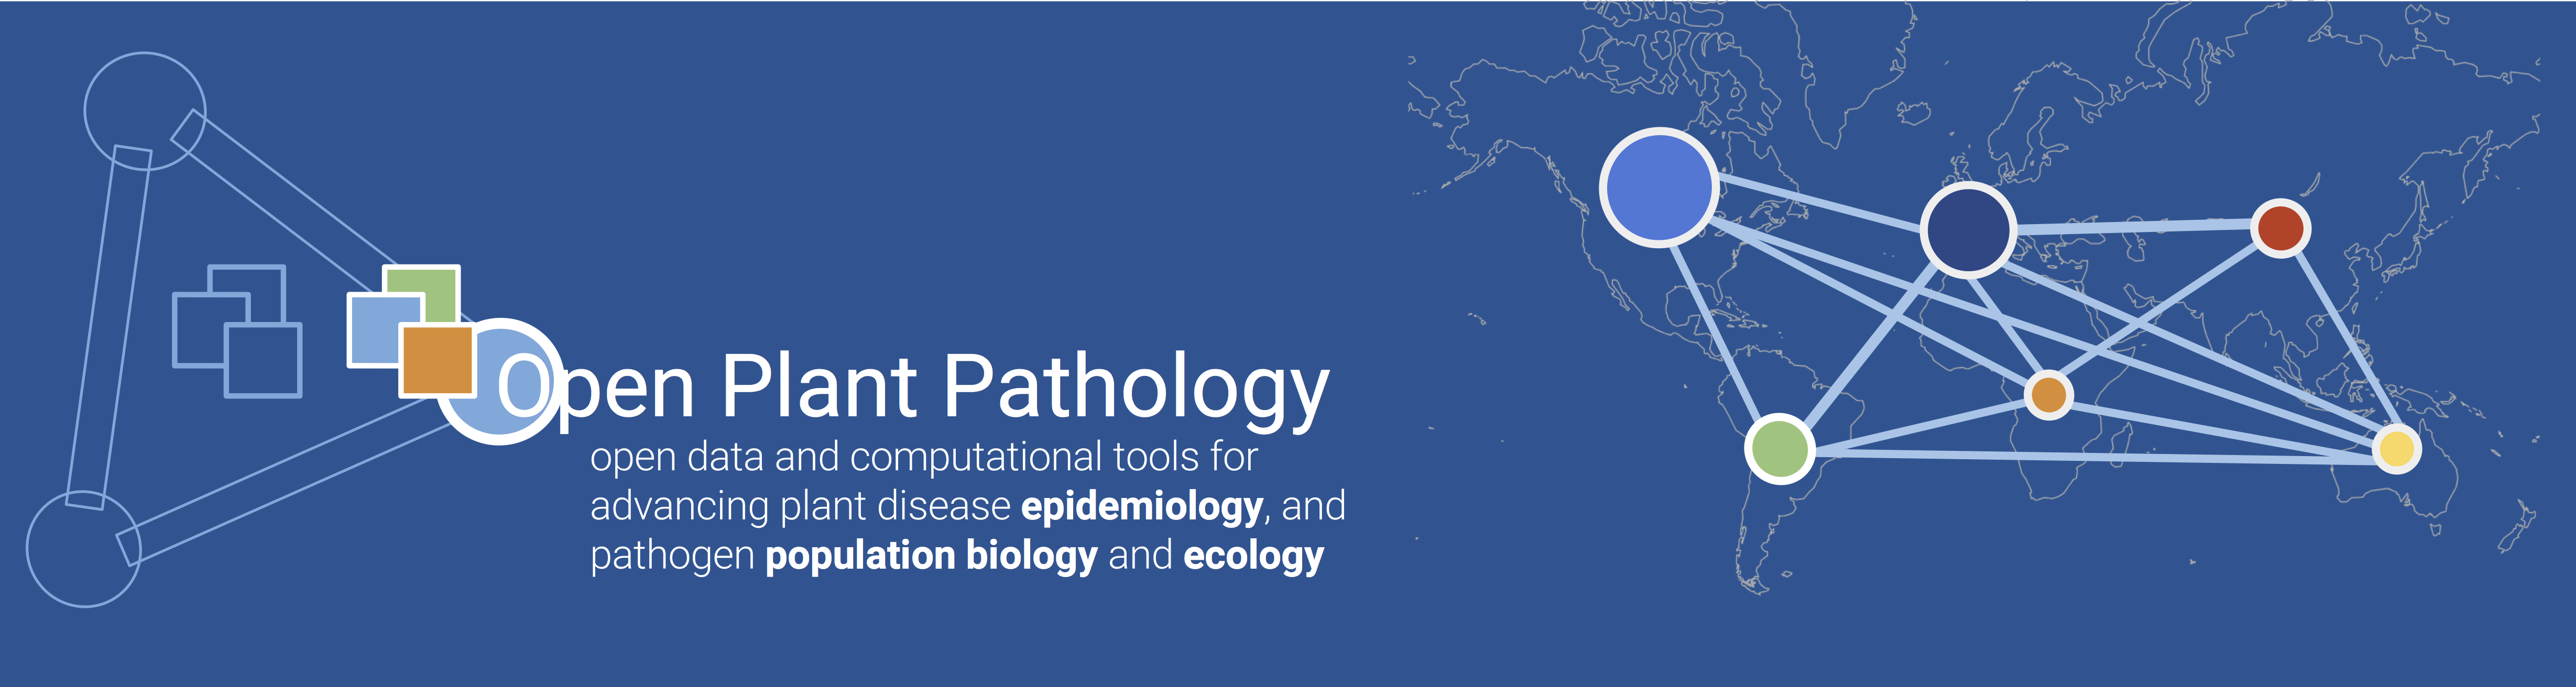 Open Plant Pathology
open data and computational tools for
advancing plant disease epidemiology, and
pathogen population biology and ecology